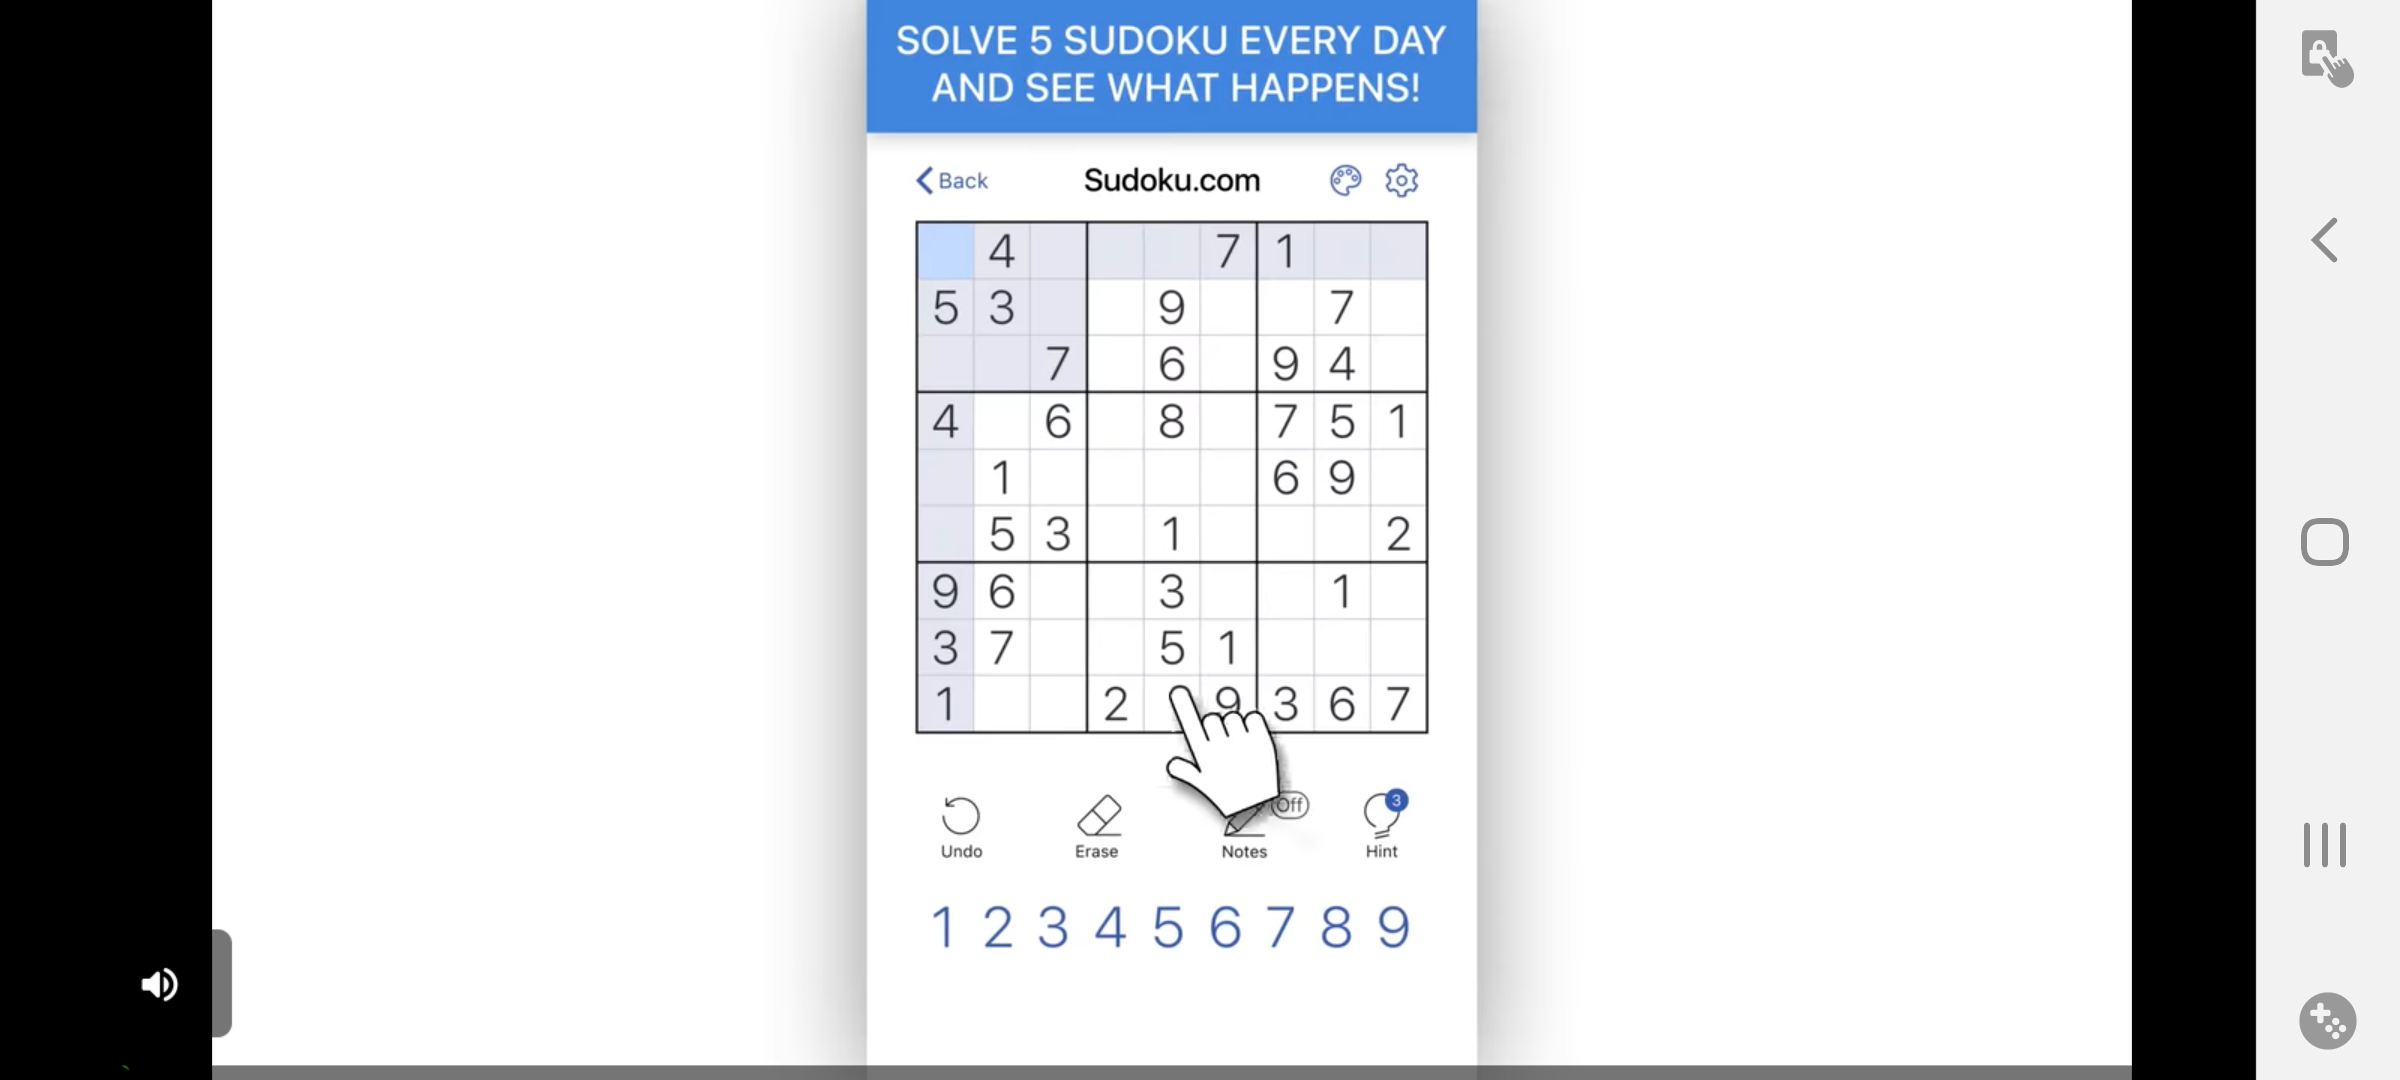 SOLVE 5 SUDOKU EVERY DAY
AND SEE WHAT HAPPENS!
Back
Sudoku.com
4 7 1
5 3 9 7
7 6 9 4
4 6 8 7 5 1
1 6 9
5 3 1 2
9 6 3 1
3 7 5 1
1 2 9 3 6 7
Off
3
Undo
Erase
Notes
Hint
1 2 3 4 5 6 7 8 9